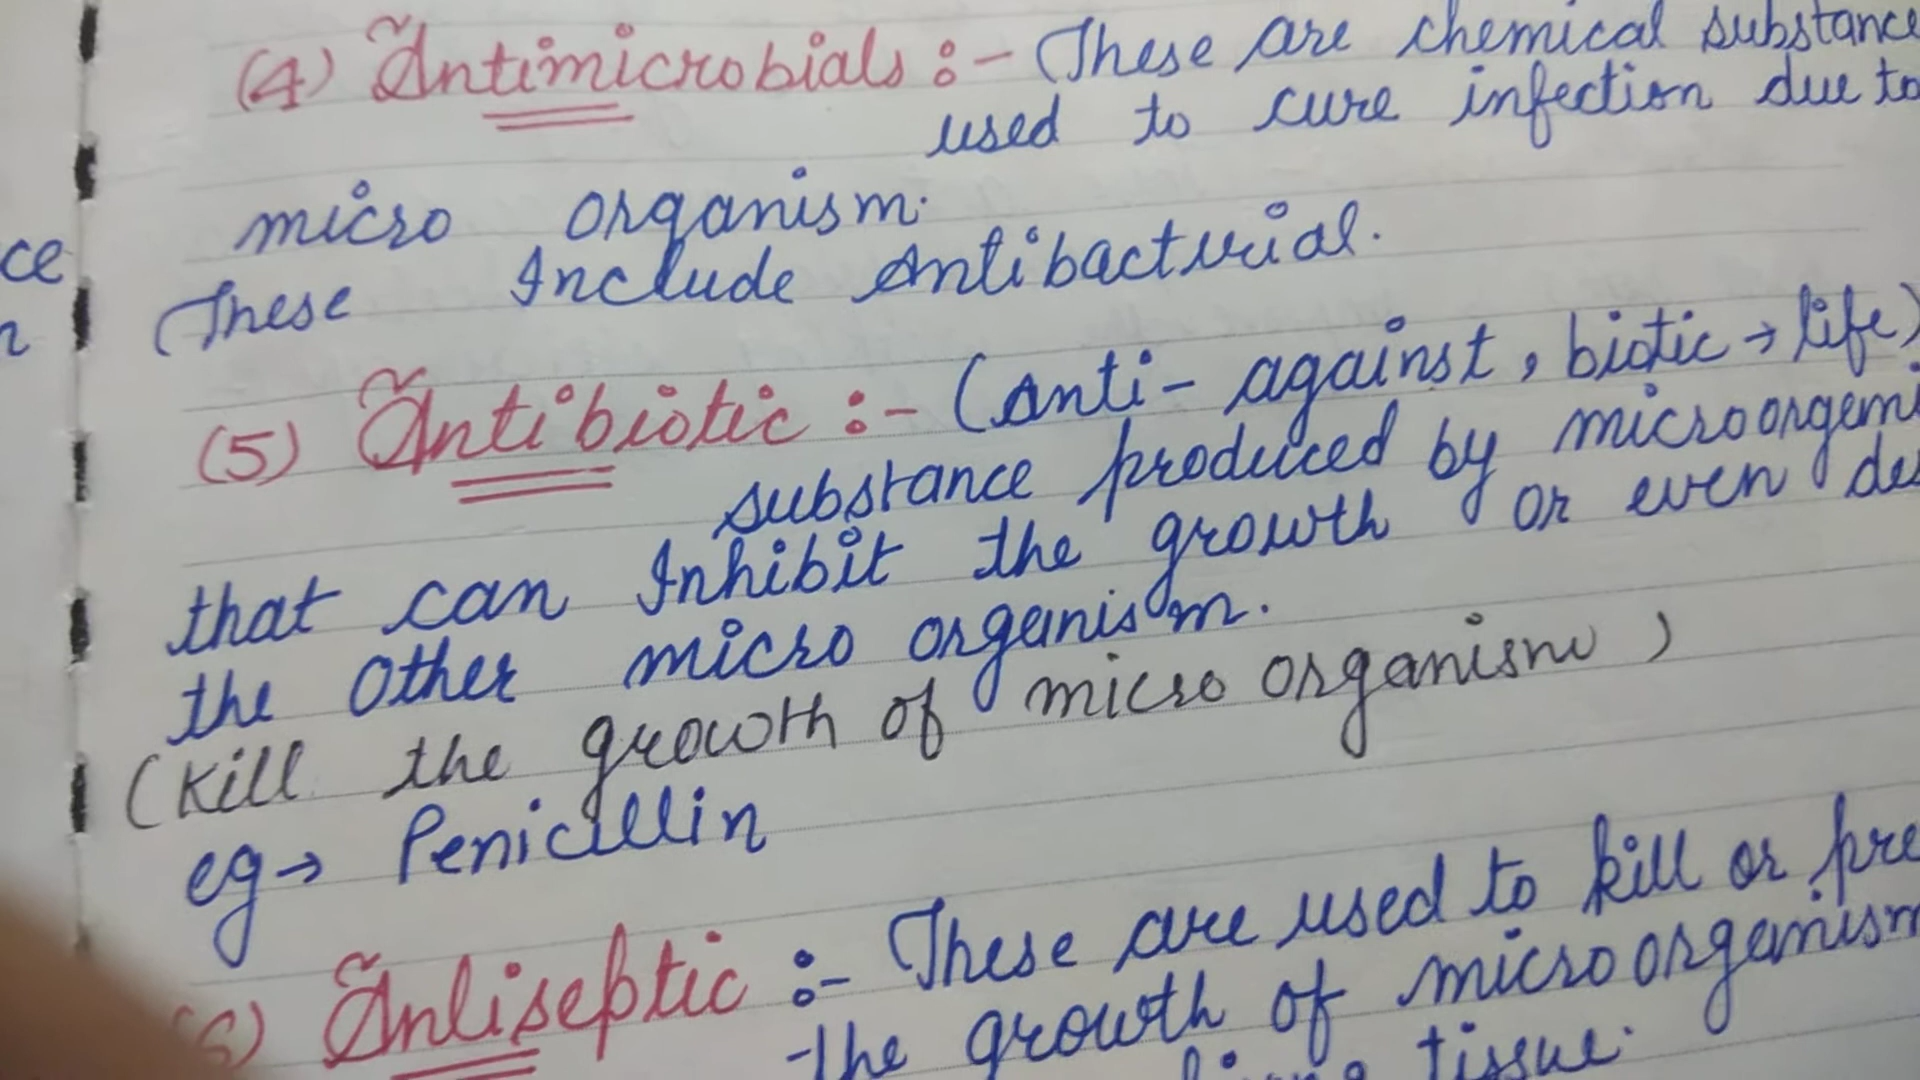 ce
(4) Antimicrobials :- These are chemical substance
used to cure infection due to
micro organism.
These Include Antibacterial.
(5) Antibiotic :- (Anti- against, biotic → life)
substance produced by microorgani
that can Inhibit the growth or even des
the other micro organism.
(Kill the growth of micro organism)
eg → Penicillin
(6) Antiseptic :- These are used to kill or pre
the growth of microorganism
tissue.